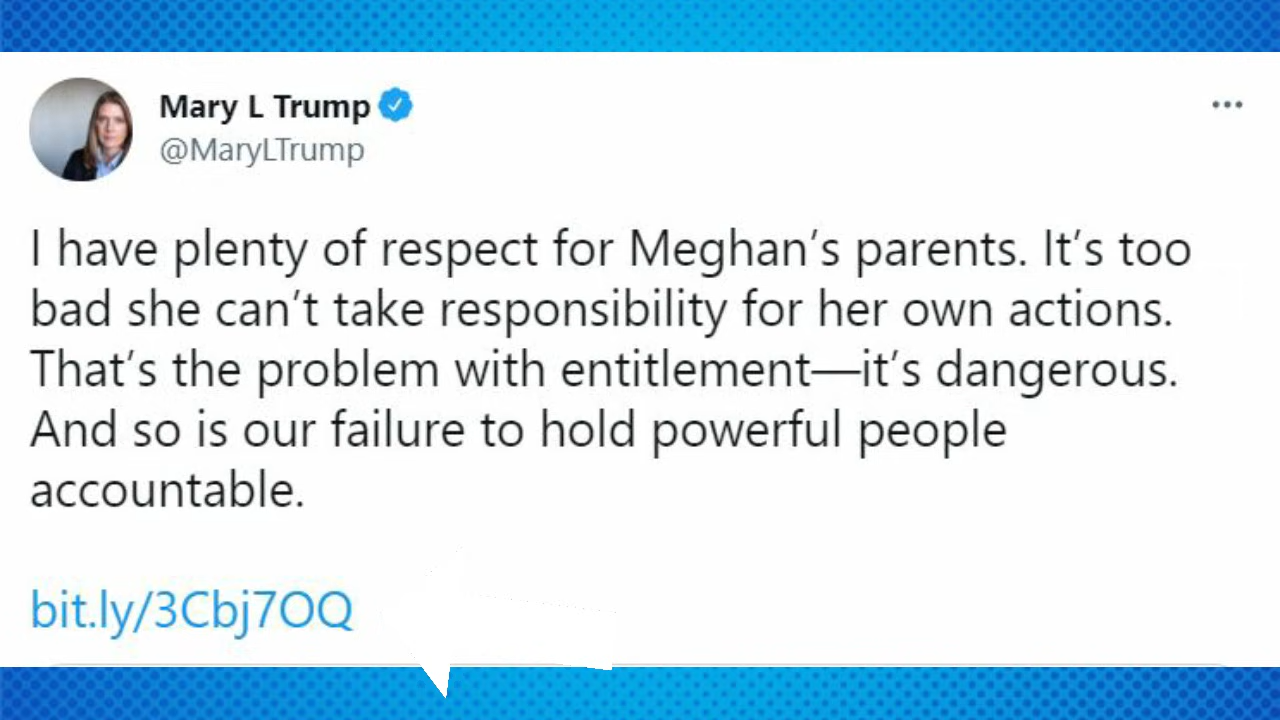 Mary L Trump
@MaryLTrump
I have plenty of respect for Meghan’s parents. It’s too
bad she can’t take responsibility for her own actions.
That’s the problem with entitlement—it’s dangerous.
And so is our failure to hold powerful people
accountable.
bit.ly/3Cbj7OQ